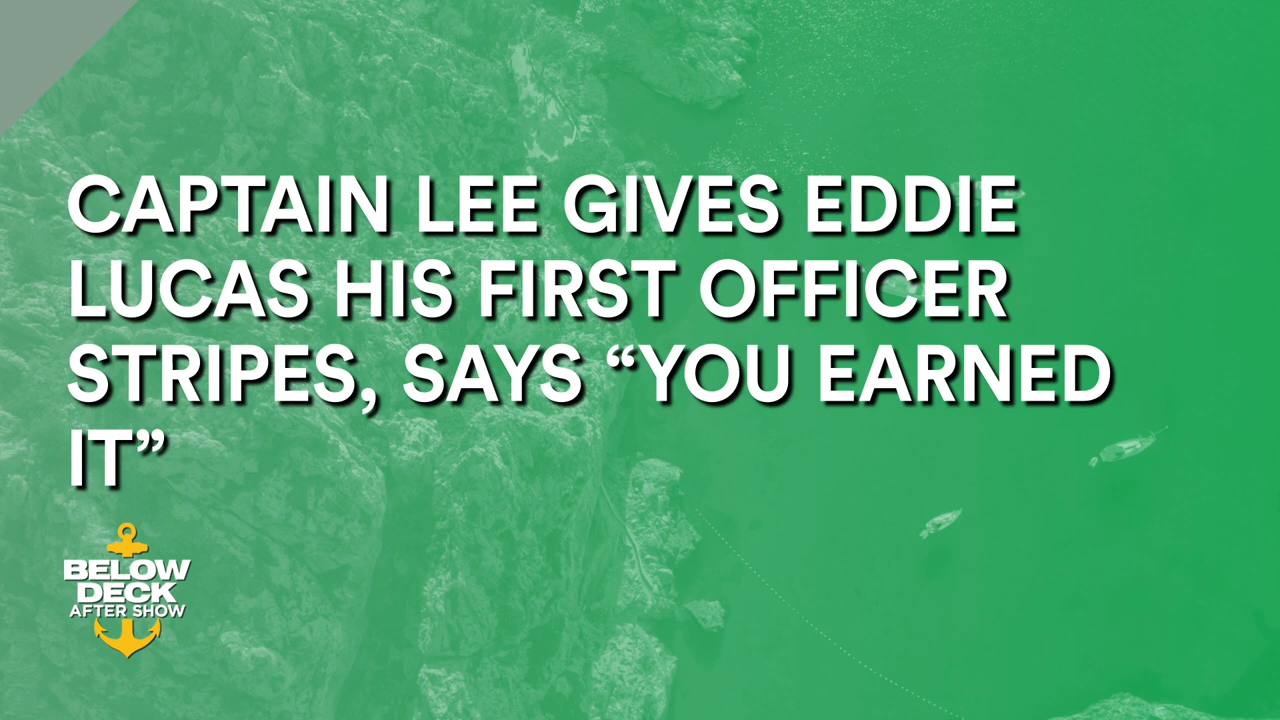 CAPTAIN LEE GIVES EDDIE
LUCAS HIS FIRST OFFICER
STRIPES, SAYS “YOU EARNED
IT”
BELOW
DECK
AFTER SHOW